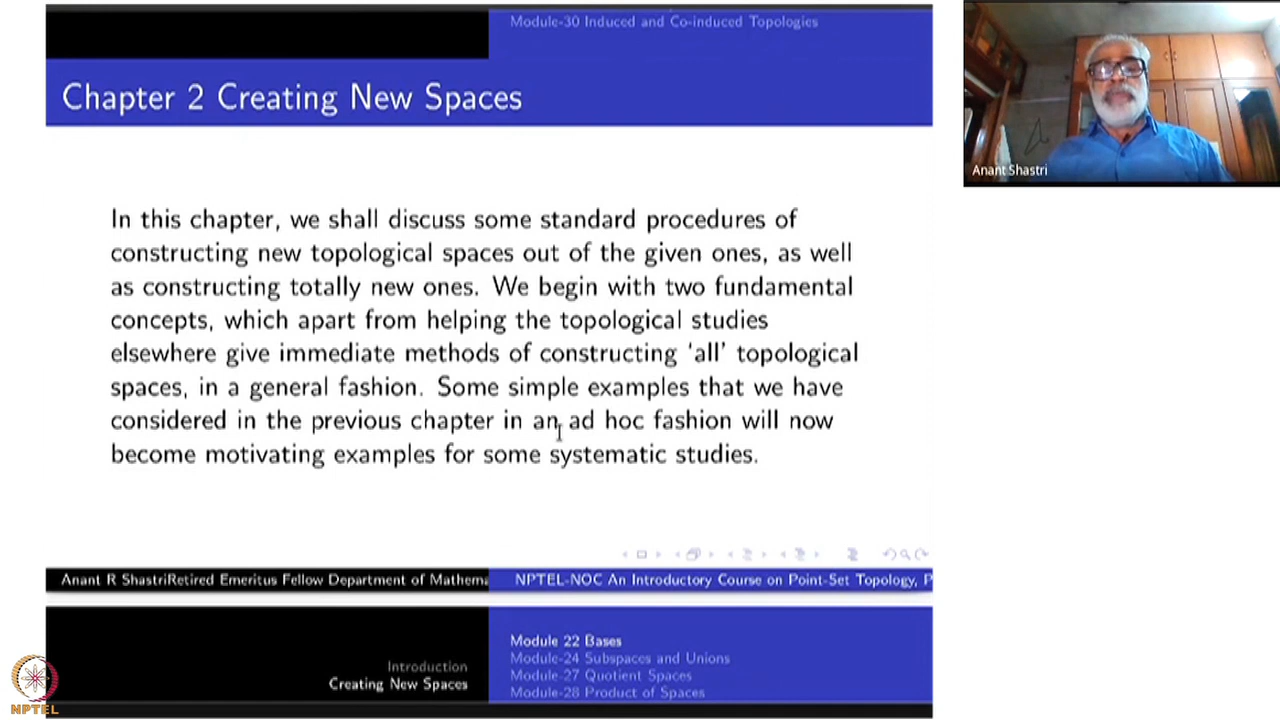 Module-30 Induced and Co-induced Topologies
Chapter 2 Creating New Spaces
Anant Shastri
In this chapter, we shall discuss some standard procedures of
constructing new topological spaces out of the given ones, as well
as constructing totally new ones. We begin with two fundamental
concepts, which apart from helping the topological studies
elsewhere give immediate methods of constructing ‘all’ topological
spaces, in a general fashion. Some simple examples that we have
considered in the previous chapter in an ad hoc fashion will now
become motivating examples for some systematic studies.
Anant R ShastriRetired Emeritus Fellow Department of Mathema
NPTEL-NOC An Introductory Course on Point-Set Topology, P
Introduction
Creating New Spaces
Module 22 Bases
Module-24 Subspaces and Unions
Module-27 Quotient Spaces
Module-28 Product of Spaces
NPTEL